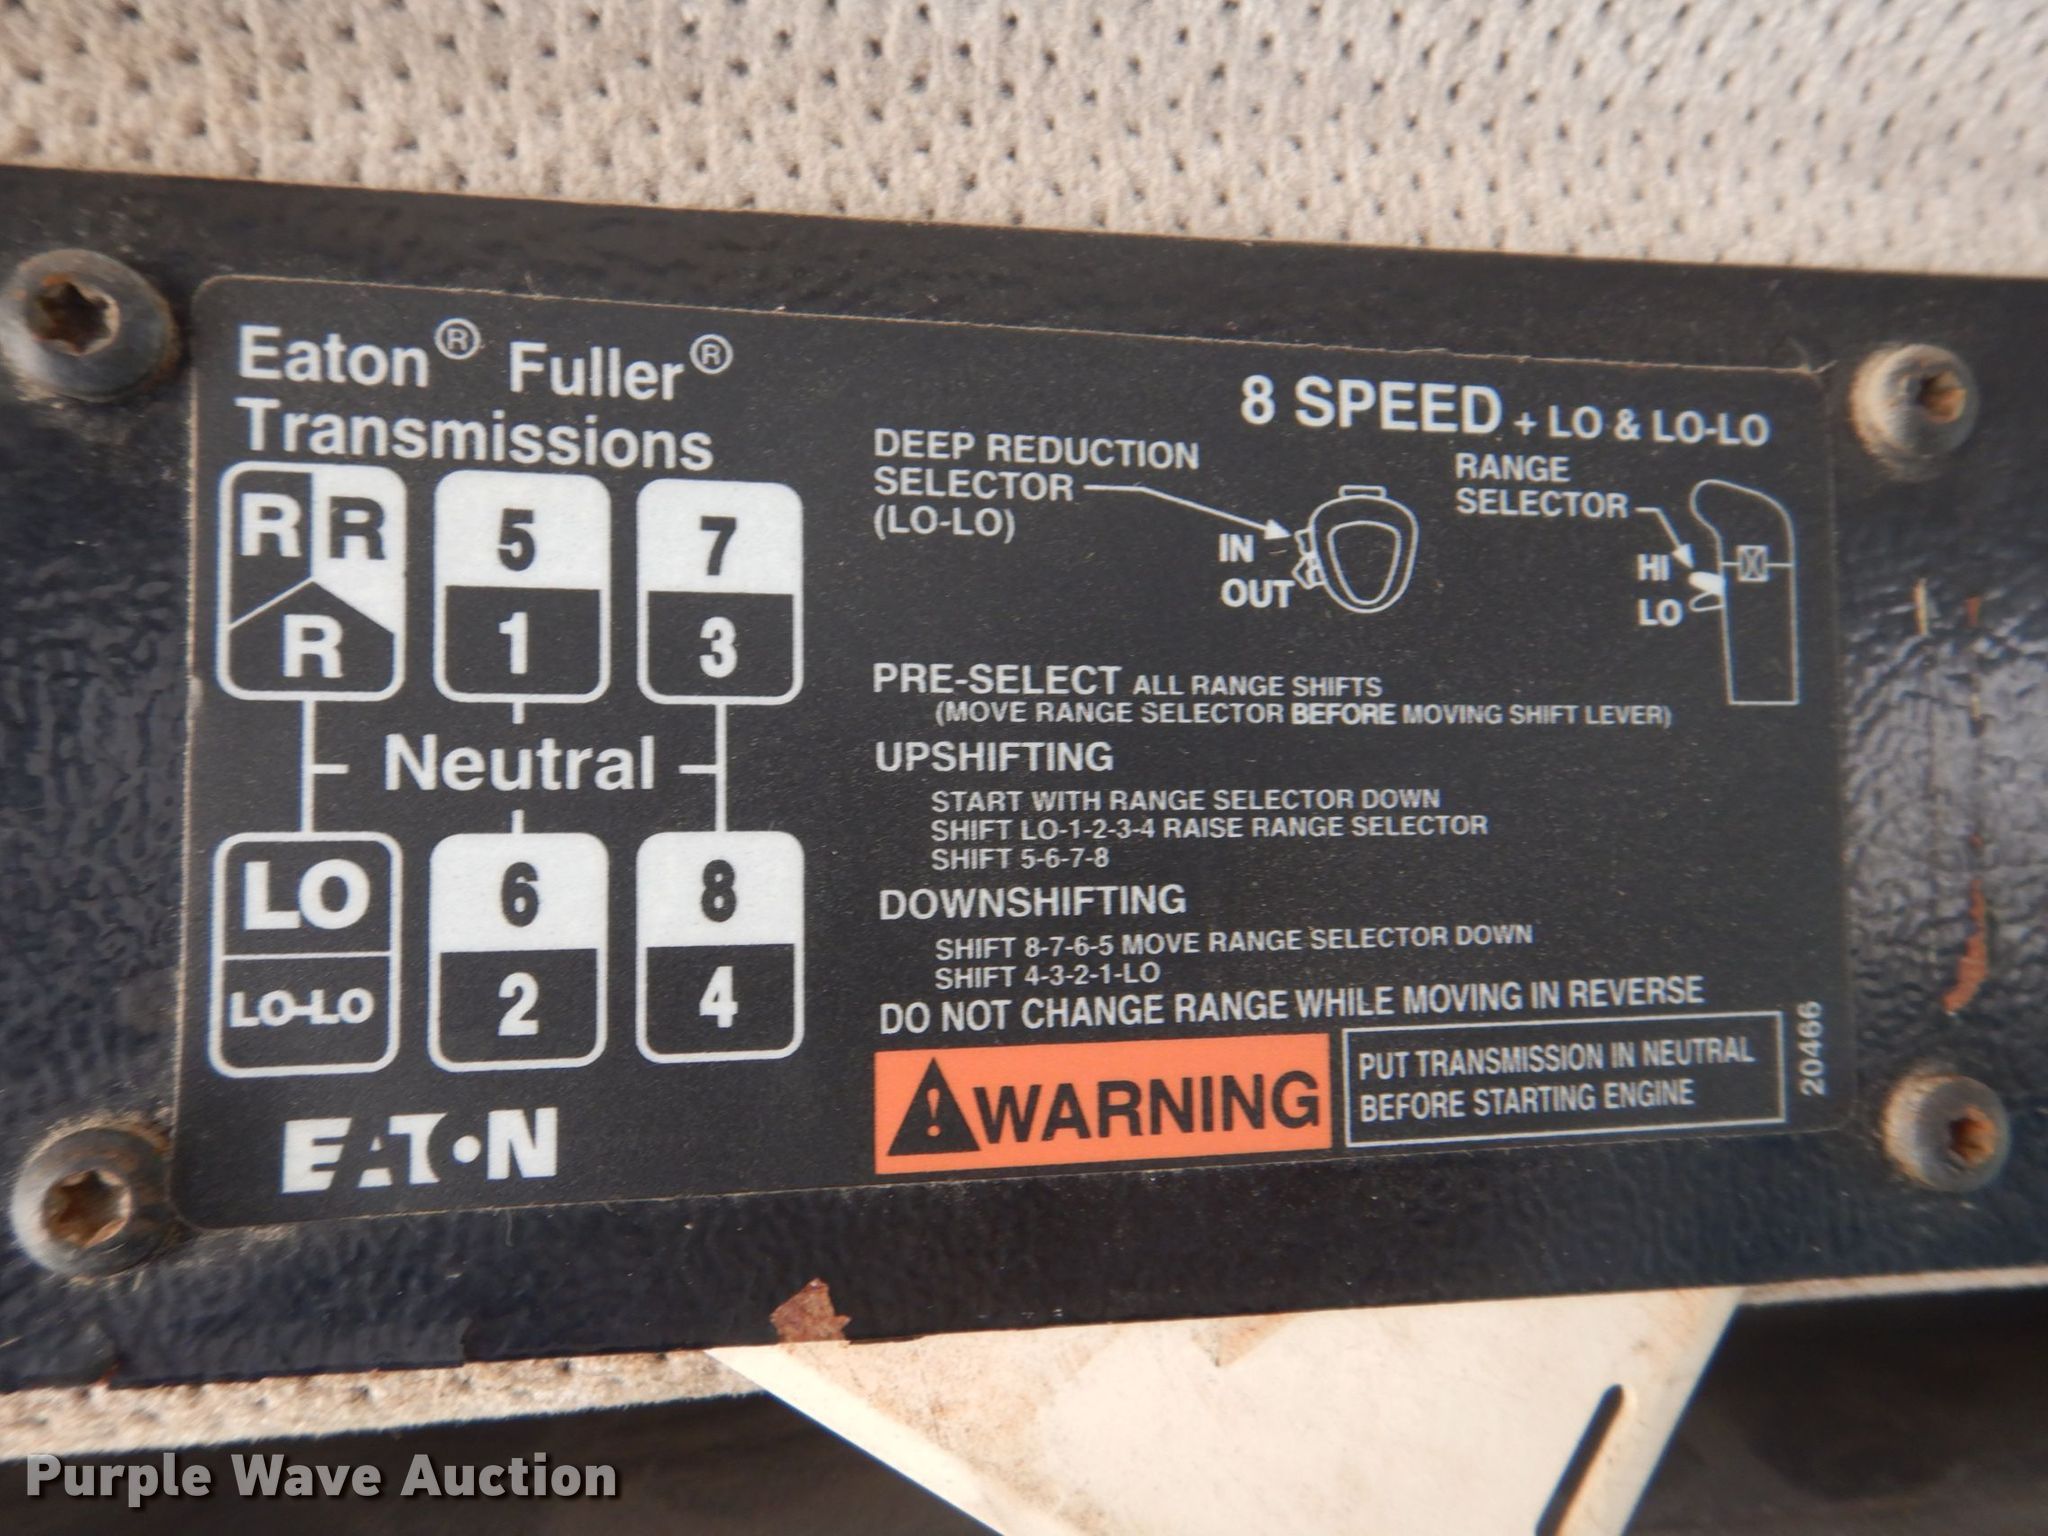 Eaton® Fuller®
Transmissions
R R
R
5
1
7
3
Neutral
LO
LO-LO
6
2
8
4
EATON
8 SPEED + LO & LO-LO
DEEP REDUCTION
SELECTOR
(LO-LO)
IN
OUT
RANGE
SELECTOR
HI
LO
PRE-SELECT ALL RANGE SHIFTS
(MOVE RANGE SELECTOR BEFORE MOVING SHIFT LEVER)
UPSHIFTING
START WITH RANGE SELECTOR DOWN
SHIFT LO-1-2-3-4 RAISE RANGE SELECTOR
SHIFT 5-6-7-8
DOWNSHIFTING
SHIFT 8-7-6-5 MOVE RANGE SELECTOR DOWN
SHIFT 4-3-2-1-LO
DO NOT CHANGE RANGE WHILE MOVING IN REVERSE
WARNING
PUT TRANSMISSION IN NEUTRAL
BEFORE STARTING ENGINE
20466
Purple Wave Auction